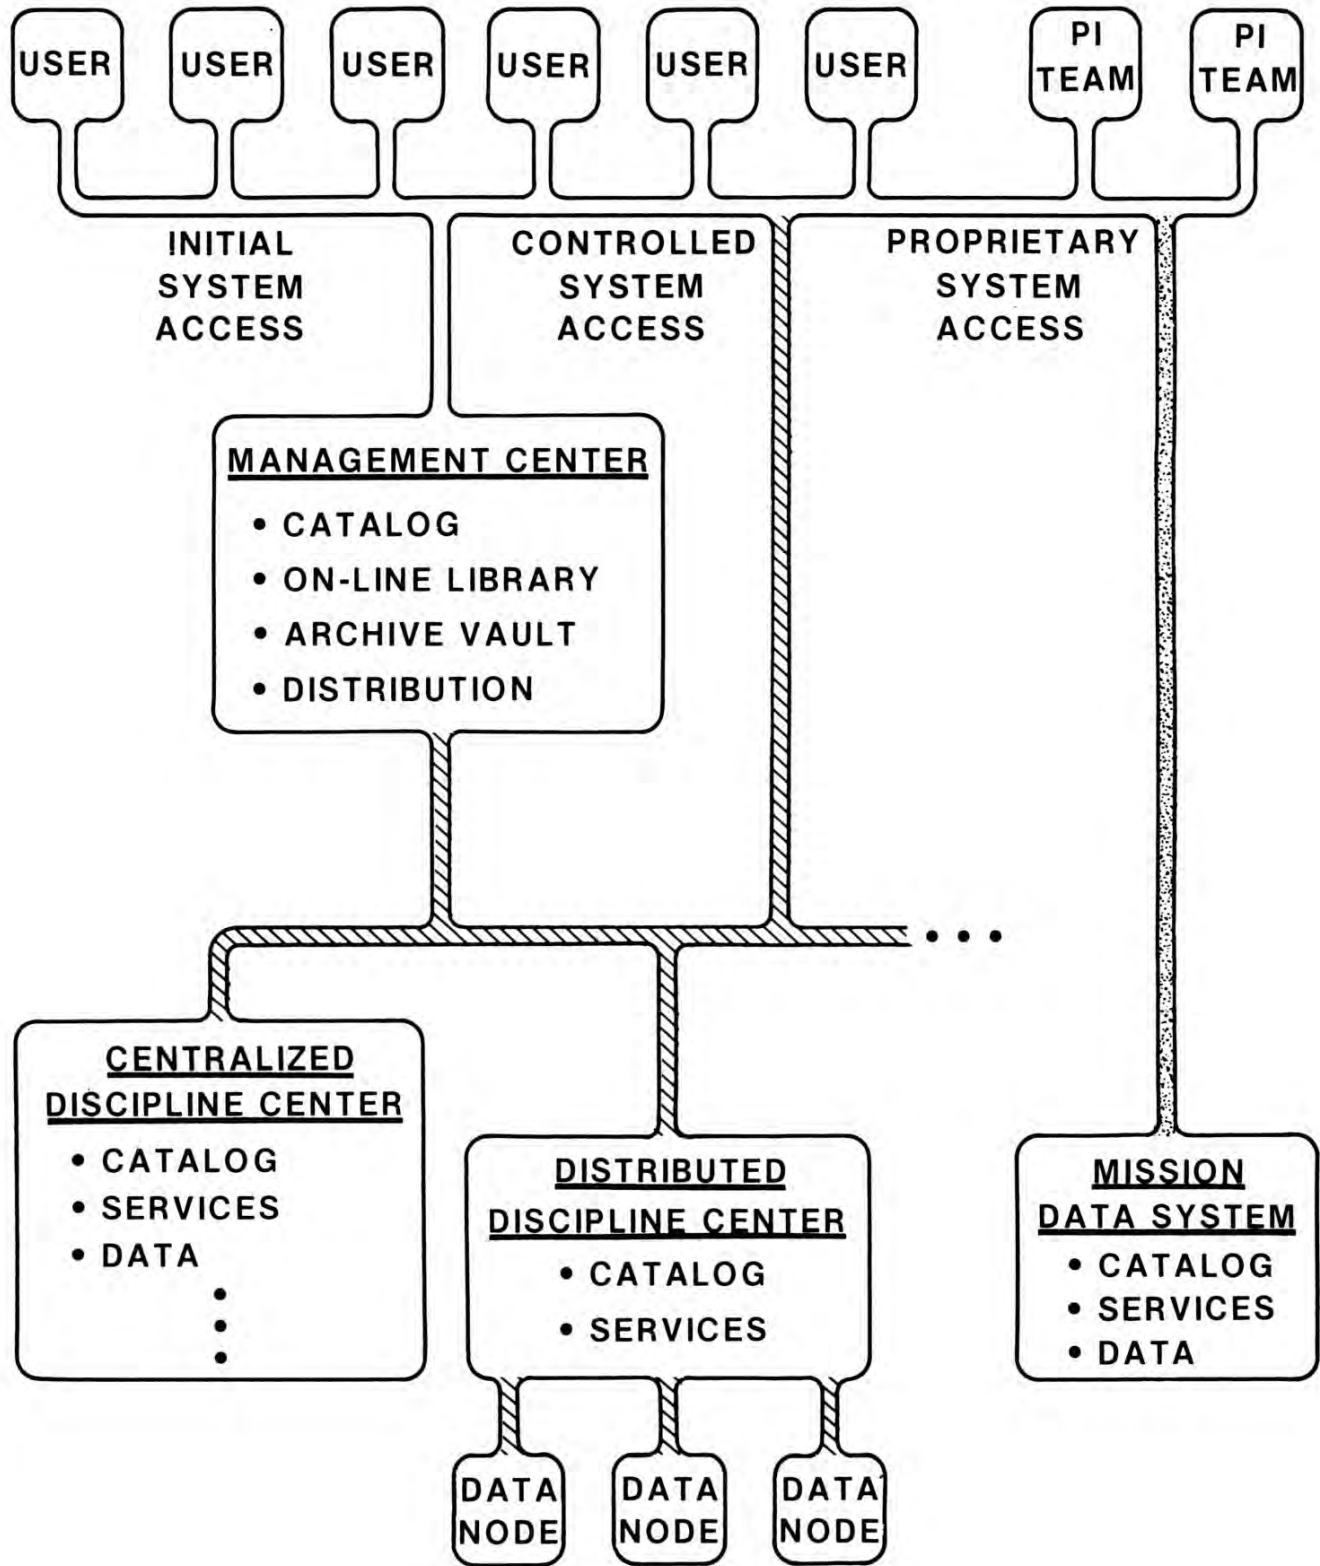 USER USER USER USER USER USER PI TEAM PI TEAM
INITIAL
SYSTEM
ACCESS
CONTROLLED
SYSTEM
ACCESS
PROPRIETARY
SYSTEM
ACCESS
MANAGEMENT CENTER
• CATALOG
• ON-LINE LIBRARY
• ARCHIVE VAULT
• DISTRIBUTION
• • •
CENTRALIZED
DISCIPLINE CENTER
• CATALOG
• SERVICES
• DATA
•
•
•
DISTRIBUTED
DISCIPLINE CENTER
• CATALOG
• SERVICES
MISSION
DATA SYSTEM
• CATALOG
• SERVICES
• DATA
DATA
NODE
DATA
NODE
DATA
NODE